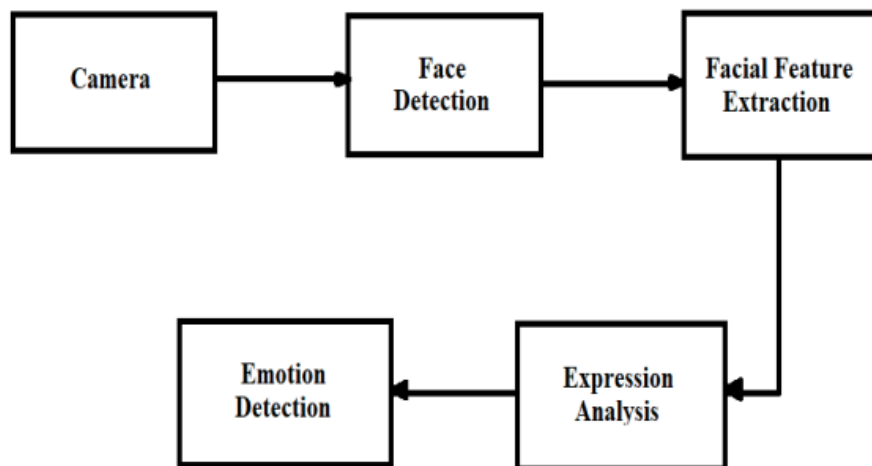 Camera
Face
Detection
Facial Feature
Extraction
Emotion
Detection
Expression
Analysis